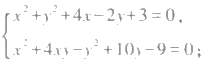 x² + y² + 4x − 2y + 3 = 0,
x² + 4xy − y² + 10y − 9 = 0;